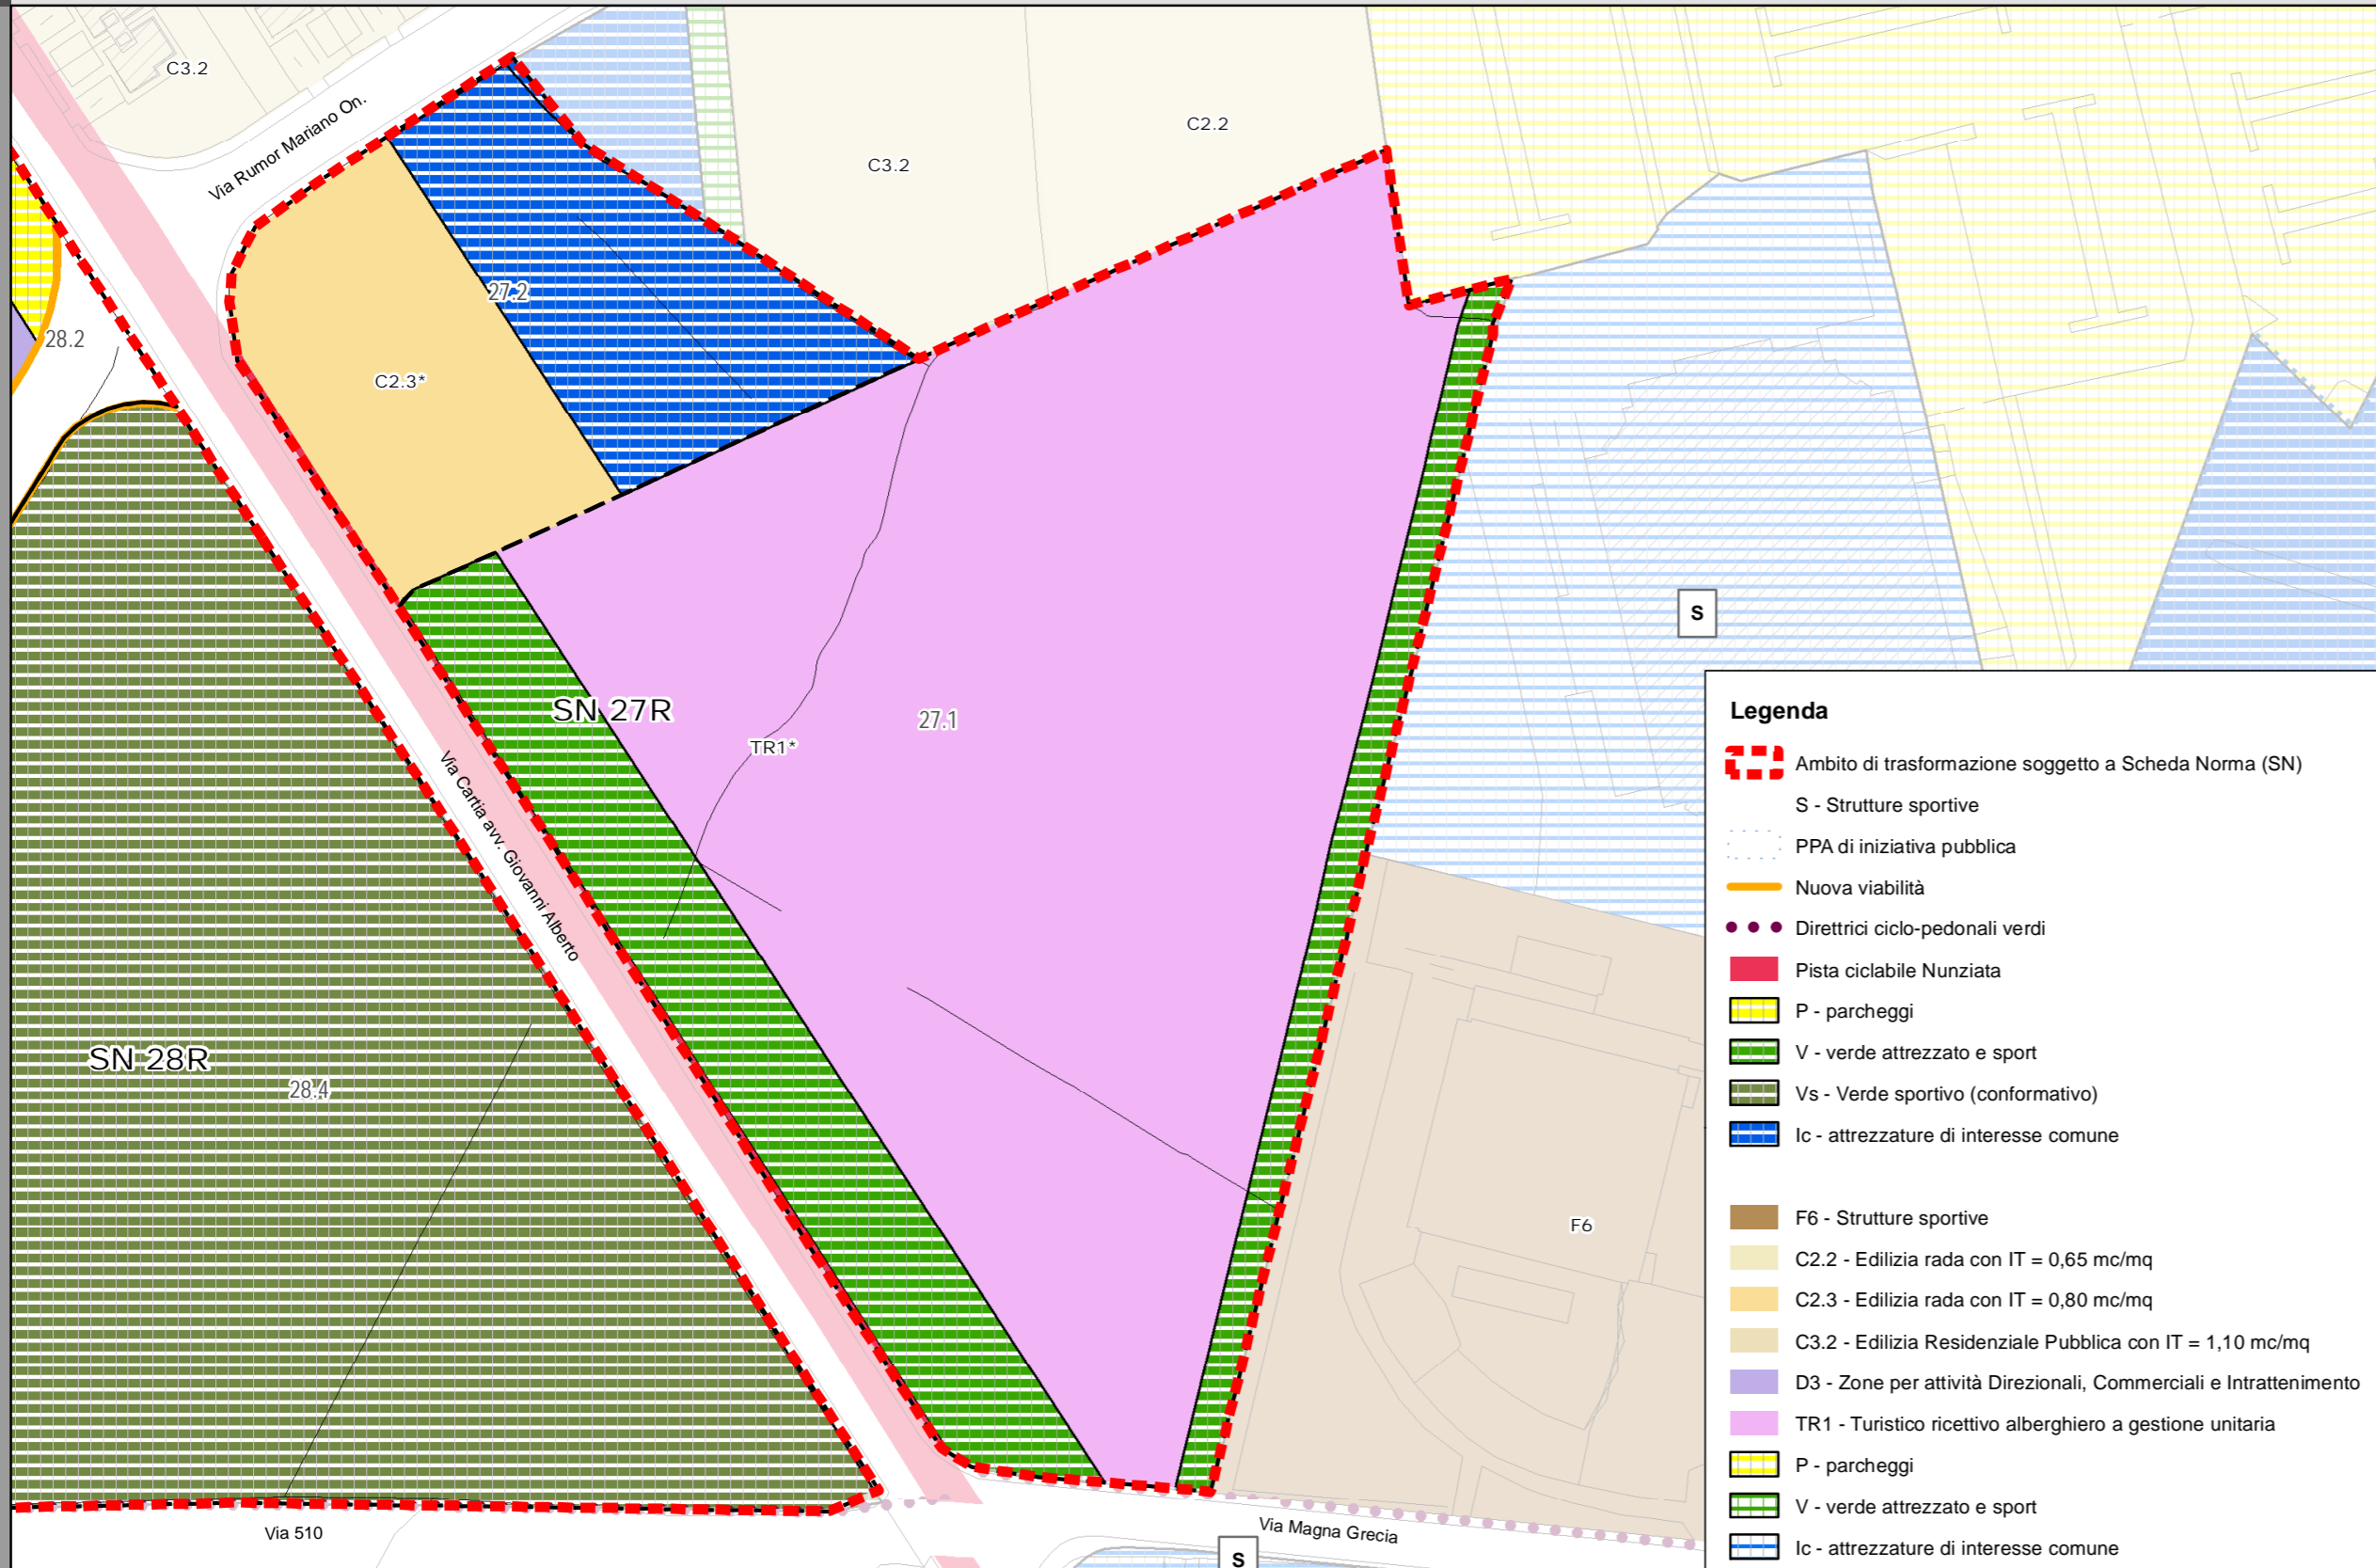 C3.2
Via Rumor Mariano On.
C3.2
C2.2
27.2
28.2
C2.3*
S
SN 27R
27.1
TR1*
Via Cartia avv. Giovanni Alberto
SN 28R
28.4
F6
Via 510
Via Magna Grecia
S
Legenda
Ambito di trasformazione soggetto a Scheda Norma (SN)
S - Strutture sportive
PPA di iniziativa pubblica
Nuova viabilità
Direttrici ciclo-pedonali verdi
Pista ciclabile Nunziata
P - parcheggi
V - verde attrezzato e sport
Vs - Verde sportivo (conformativo)
Ic - attrezzature di interesse comune
F6 - Strutture sportive
C2.2 - Edilizia rada con IT = 0,65 mc/mq
C2.3 - Edilizia rada con IT = 0,80 mc/mq
C3.2 - Edilizia Residenziale Pubblica con IT = 1,10 mc/mq
D3 - Zone per attività Direzionali, Commerciali e Intrattenimento
TR1 - Turistico ricettivo alberghiero a gestione unitaria
P - parcheggi
V - verde attrezzato e sport
Ic - attrezzature di interesse comune